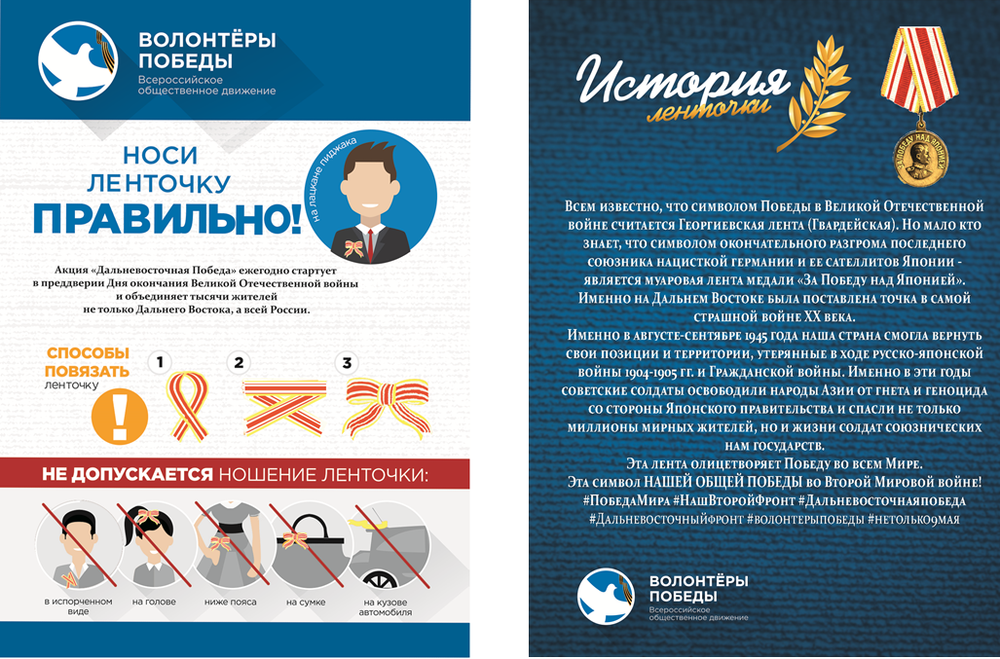 ВОЛОНТЁРЫ
ПОБЕДЫ
Всероссийское
общественное движение
НОСИ
ЛЕНТОЧКУ
ПРАВИЛЬНО!
на лацкане пиджака
Акция «Дальневосточная Победа» ежегодно стартует
в преддверии Дня окончания Великой Отечественной войны
и объединяет тысячи жителей
не только Дальнего Востока, а всей России.
СПОСОБЫ
ПОВЯЗАТЬ
ленточку
!
1
2
3
НЕ ДОПУСКАЕТСЯ НОШЕНИЕ ЛЕНТОЧКИ:
в испорченном
виде
на голове
ниже пояса
на сумке
на кузове
автомобиля
История
ленточки
ЗА ПОБЕДУ НАД ЯПОНИЕЙ
Всем известно, что символом Победы в Великой Отечественной
войне считается Георгиевская лента (Гвардейская). Но мало кто
знает, что символом окончательного разгрома последнего
союзника нацисткой германии и ее сателлитов Японии -
является муаровая лента медали «За Победу над Японией».
Именно на Дальнем Востоке была поставлена точка в самой
страшной войне XX века.
Именно в августе-сентябре 1945 года наша страна смогла вернуть
свои позиции и территории, утерянные в ходе русско-японской
войны 1904-1905 гг. и Гражданской войны. Именно в эти годы
советские солдаты освободили народы Азии от гнета и геноцида
со стороны Японского правительства и спасли не только
миллионы мирных жителей, но и жизни солдат союзнических
нам государств.
Эта лента олицетворяет Победу во всем Мире.
Эта символ НАШЕЙ ОБЩЕЙ ПОБЕДЫ во Второй Мировой войне!
#ПобедаМира #НашВторойФронт #Дальневосточнаяпобеда
#Дальневосточныйфронт #волонтерыпобеды #нетолько9мая
ВОЛОНТЁРЫ
ПОБЕДЫ
Всероссийское
общественное движение